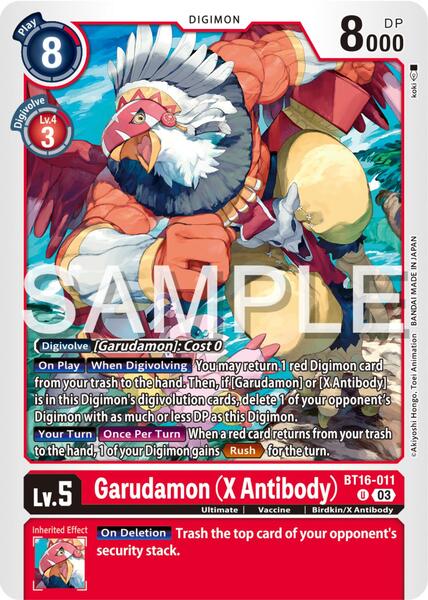 Play
8
DIGIMON
8000 DP
Digivolve
Lv.4
3
koki
SAMPLE
©Akiyoshi Hongo, Toei Animation BANDAI MADE IN JAPAN
Digivolve [Garudamon]: Cost 0
On Play When Digivolving You may return 1 red Digimon card
from your trash to the hand. Then, if [Garudamon] or [X Antibody]
is in this Digimon's digivolution cards, delete 1 of your opponent's
Digimon with as much or less DP as this Digimon.
Your Turn Once Per Turn When a red card returns from your trash
to the hand, 1 of your Digimon gains Rush for the turn.
Lv.5
Garudamon (X Antibody)
BT16-011
U 03
Ultimate | Vaccine | Birdkin/X Antibody
Inherited Effect
On Deletion Trash the top card of your opponent's
security stack.